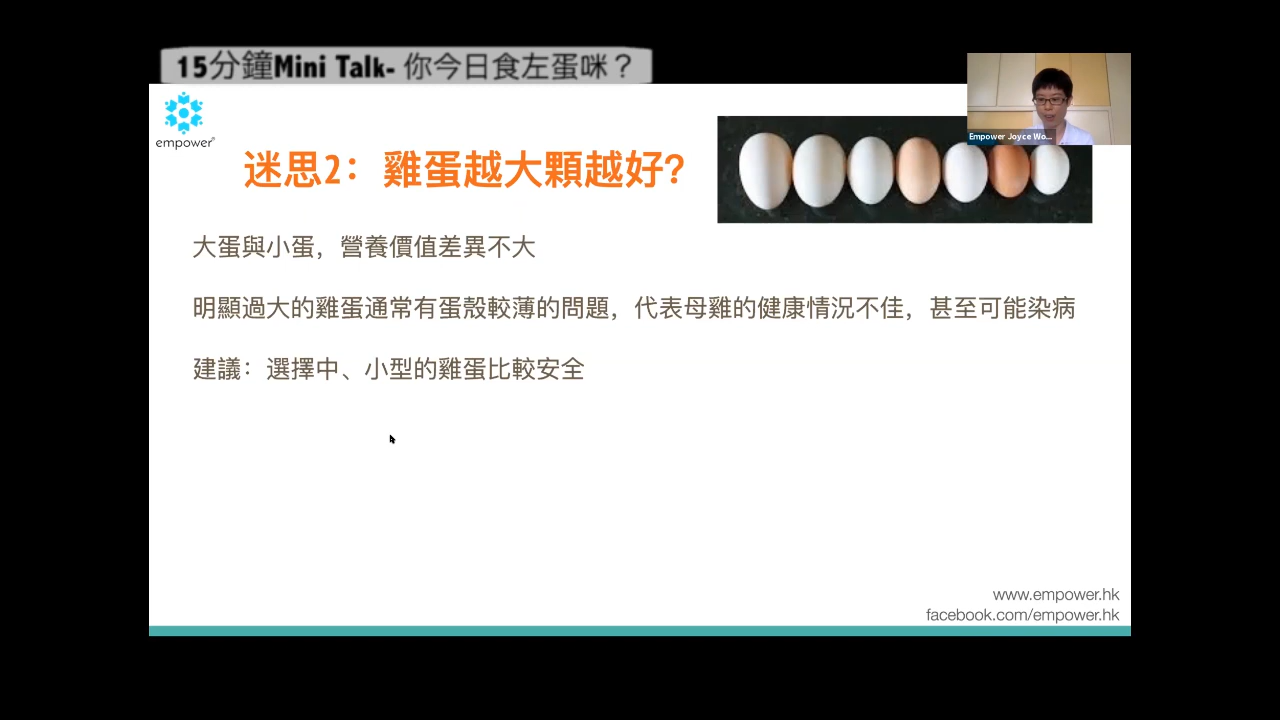 15分鐘Mini Talk- 你今日食左蛋咪？
empower®
Empower Joyce Wo...
迷思2：雞蛋越大顆越好?
大蛋與小蛋，營養價值差異不大
明顯過大的雞蛋通常有蛋殼較薄的問題，代表母雞的健康情況不佳，甚至可能染病
建議：選擇中、小型的雞蛋比較安全
www.empower.hk
facebook.com/empower.hk